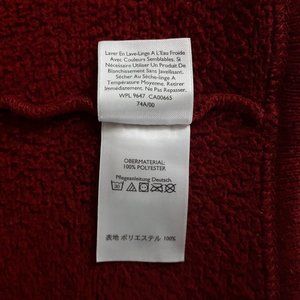 Laver En Lave-Linge À L'Eau Froide
Avec Couleurs Semblables. Si
Nécessaire Utiliser Un Produit De
Blanchissement Sans Javellisant.
Sécher Au Sèche-Linge À
Température Moyenne. Retirer
Immédiatement. Ne Pas Repasser.
WPL 9647 CA00665
74A/00
OBERMATERIAL:
100% POLYESTER.
Pflegeanleitung Deutsch.
表地 ポリエステル 100%